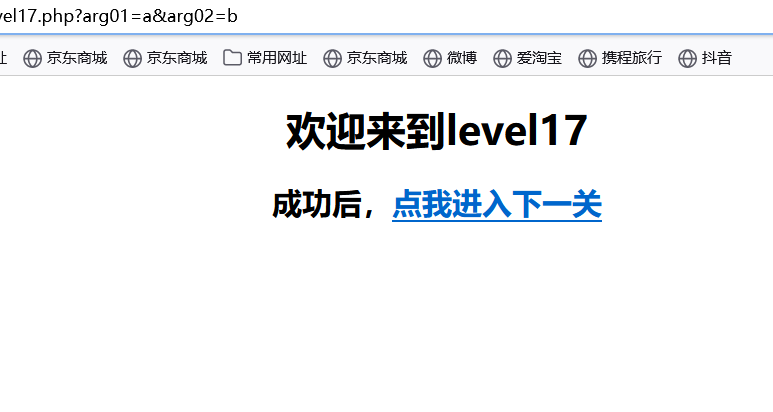 vel17.php?arg01=a&arg02=b
址 京东商城 京东商城 常用网址 京东商城 微博 爱淘宝 携程旅行 抖音
欢迎来到level17
成功后，点我进入下一关